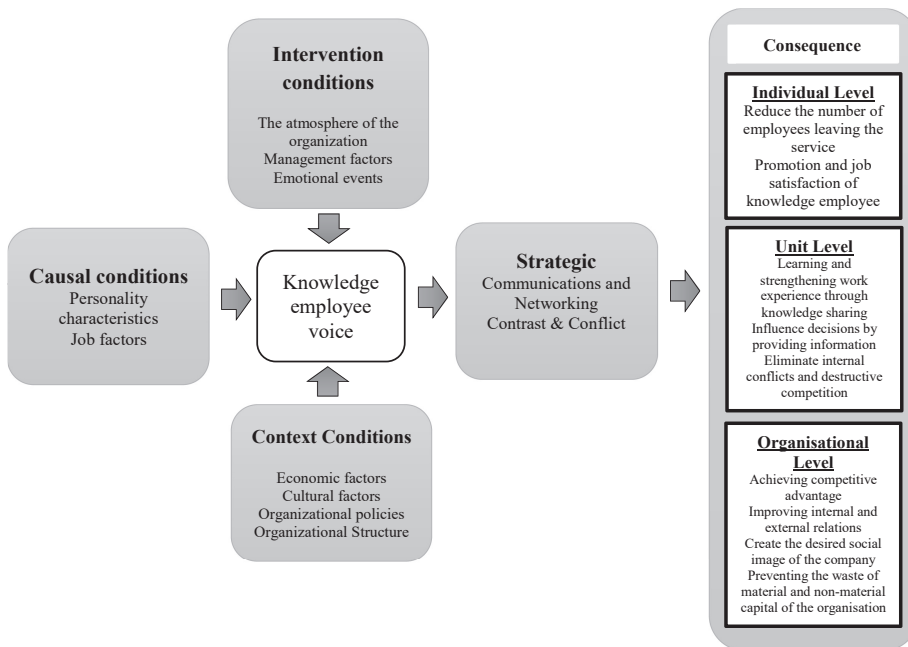 Intervention
conditions
The atmosphere of the
organization
Management factors
Emotional events
Causal conditions
Personality
characteristics
Job factors
Knowledge
employee
voice
Strategic
Communications and
Networking
Contrast & Conflict
Context Conditions
Economic factors
Cultural factors
Organizational policies
Organizational Structure
Consequence
Individual Level
Reduce the number of
employees leaving the
service
Promotion and job
satisfaction of
knowledge employee
Unit Level
Learning and
strengthening work
experience through
knowledge sharing
Influence decisions by
providing information
Eliminate internal
conflicts and destructive
competition
Organisational
Level
Achieving competitive
advantage
Improving internal and
external relations
Create the desired social
image of the company
Preventing the waste of
material and non-material
capital of the organisation